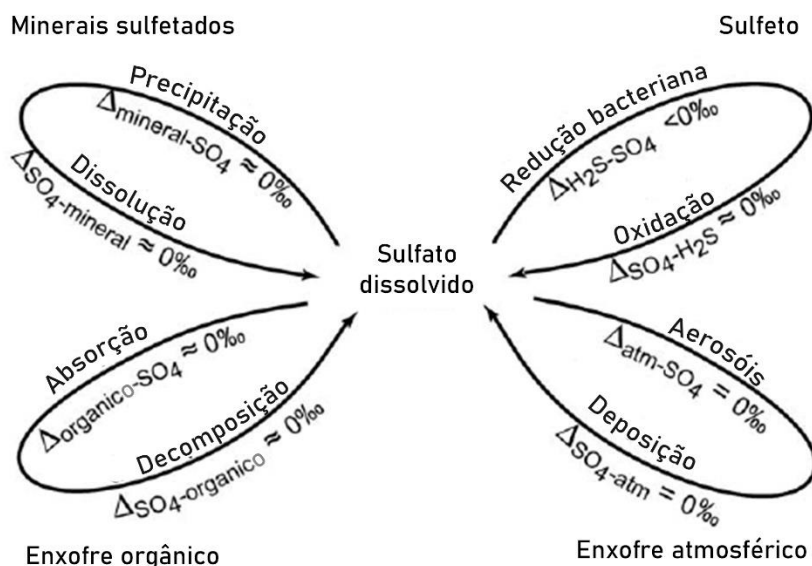 Minerais sulfetados
Sulfeto
Precipitação
Δmineral-SO4 ≈ 0‰
Dissolução
ΔSO4-mineral ≈ 0‰
Redução bacteriana
ΔH2S-SO4 <0‰
Oxidação
ΔSO4-H2S ≈ 0‰
Sulfato
dissolvido
Absorção
Δorganico-SO4 ≈ 0‰
Decomposição
ΔSO4-organico ≈ 0‰
Aerosóis
Δatm-SO4 = 0‰
Deposição
ΔSO4-atm = 0‰
Enxofre orgânico
Enxofre atmosférico